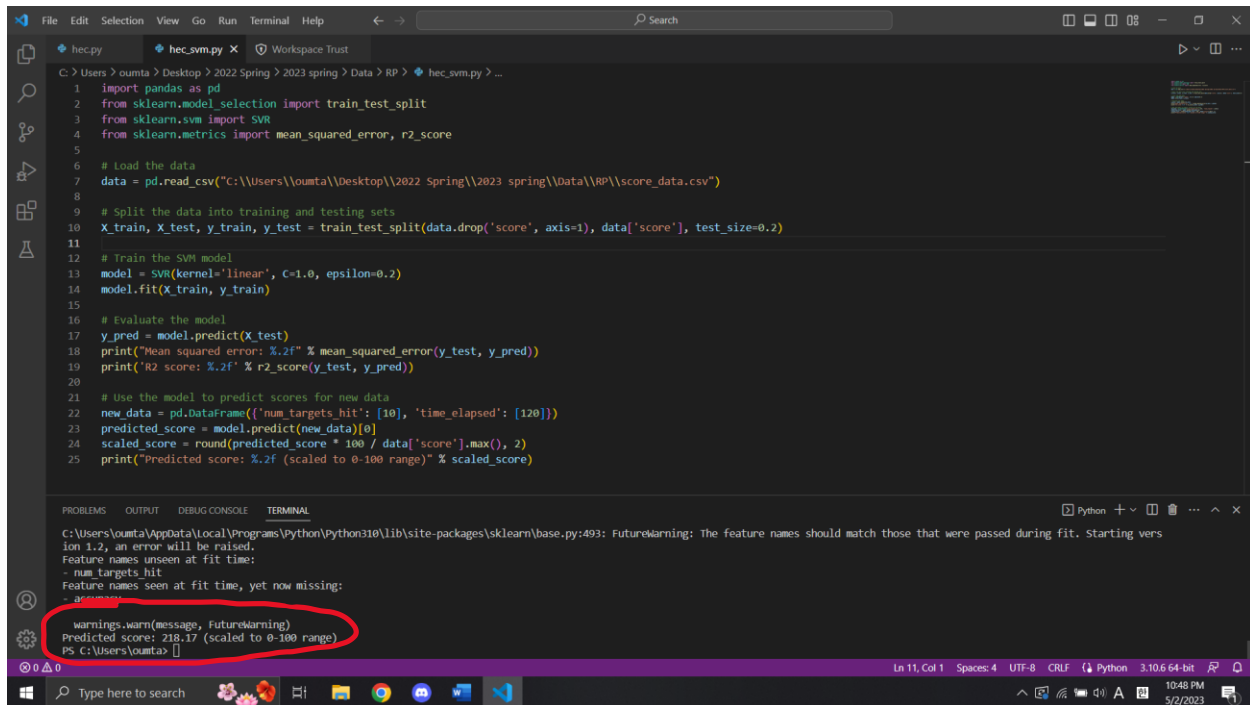 File Edit Selection View Go Run Terminal Help
Search
hec.py
hec_svm.py
Workspace Trust
C: > Users > oumta > Desktop > 2022 Spring > 2023 spring > Data > RP > hec_svm.py > ...
1 import pandas as pd
2 from sklearn.model_selection import train_test_split
3 from sklearn.svm import SVR
4 from sklearn.metrics import mean_squared_error, r2_score
5
6 # Load the data
7 data = pd.read_csv("C:\\Users\\oumta\\Desktop\\2022 Spring\\2023 spring\\Data\\RP\\score_data.csv")
8
9 # Split the data into training and testing sets
10 X_train, X_test, y_train, y_test = train_test_split(data.drop('score', axis=1), data['score'], test_size=0.2)
11
12 # Train the SVM model
13 model = SVR(kernel='linear', C=1.0, epsilon=0.2)
14 model.fit(X_train, y_train)
15
16 # Evaluate the model
17 y_pred = model.predict(X_test)
18 print("Mean squared error: %.2f" % mean_squared_error(y_test, y_pred))
19 print('R2 score: %.2f' % r2_score(y_test, y_pred))
20
21 # Use the model to predict scores for new data
22 new_data = pd.DataFrame({'num_targets_hit': [10], 'time_elapsed': [120]})
23 predicted_score = model.predict(new_data)[0]
24 scaled_score = round(predicted_score * 100 / data['score'].max(), 2)
25 print("Predicted score: %.2f (scaled to 0-100 range)" % scaled_score)
PROBLEMS OUTPUT DEBUG CONSOLE TERMINAL
Python
C:\Users\oumta\AppData\Local\Programs\Python\Python310\lib\site-packages\sklearn\base.py:493: FutureWarning: The feature names should match those that were passed during fit. Starting vers
ion 1.2, an error will be raised.
Feature names unseen at fit time:
- num_targets_hit
Feature names seen at fit time, yet now missing:
- accuracy
warnings.warn(message, FutureWarning)
Predicted score: 218.17 (scaled to 0-100 range)
PS C:\Users\oumta>
0 0
Ln 11, Col 1 Spaces: 4 UTF-8 CRLF Python 3.10.6 64-bit
Type here to search
A
10:48 PM
5/2/2023
1